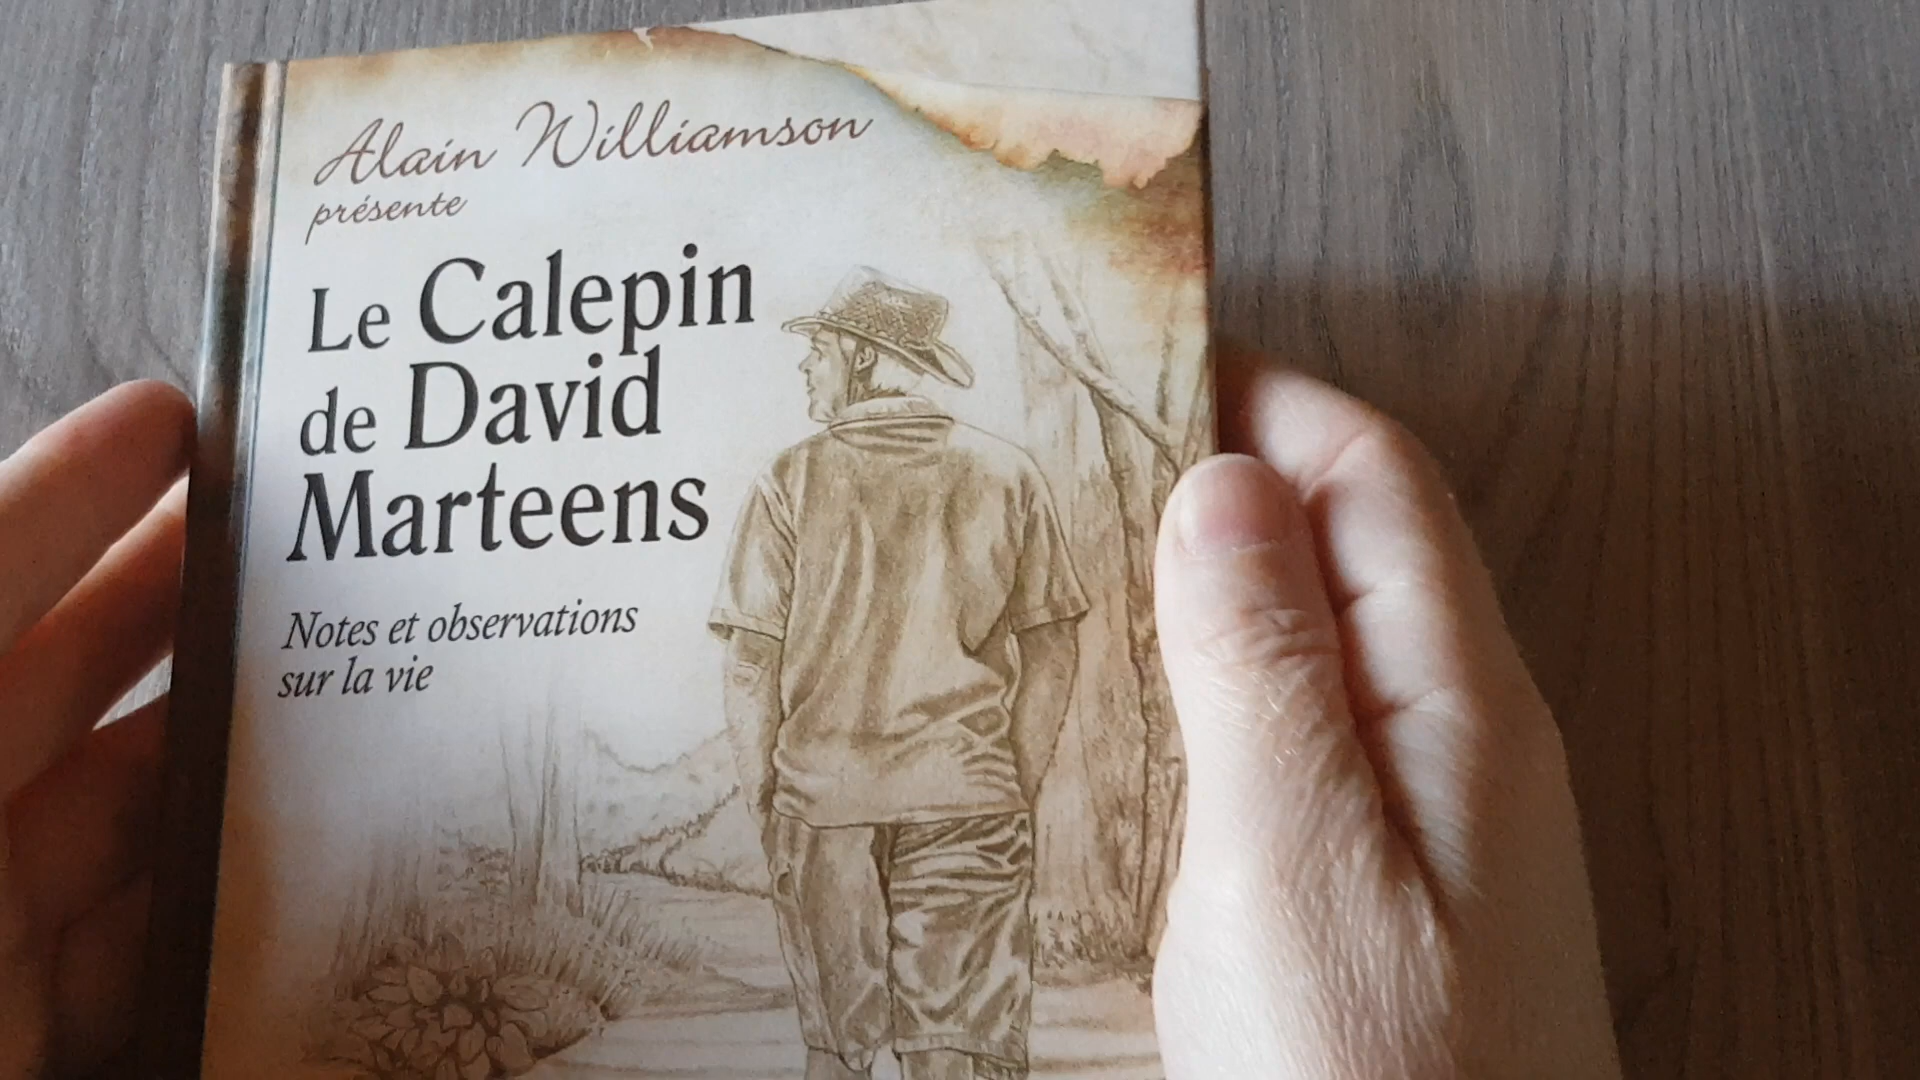 Alain Williamson
présente
Le Calepin
de David
Marteens
Notes et observations
sur la vie